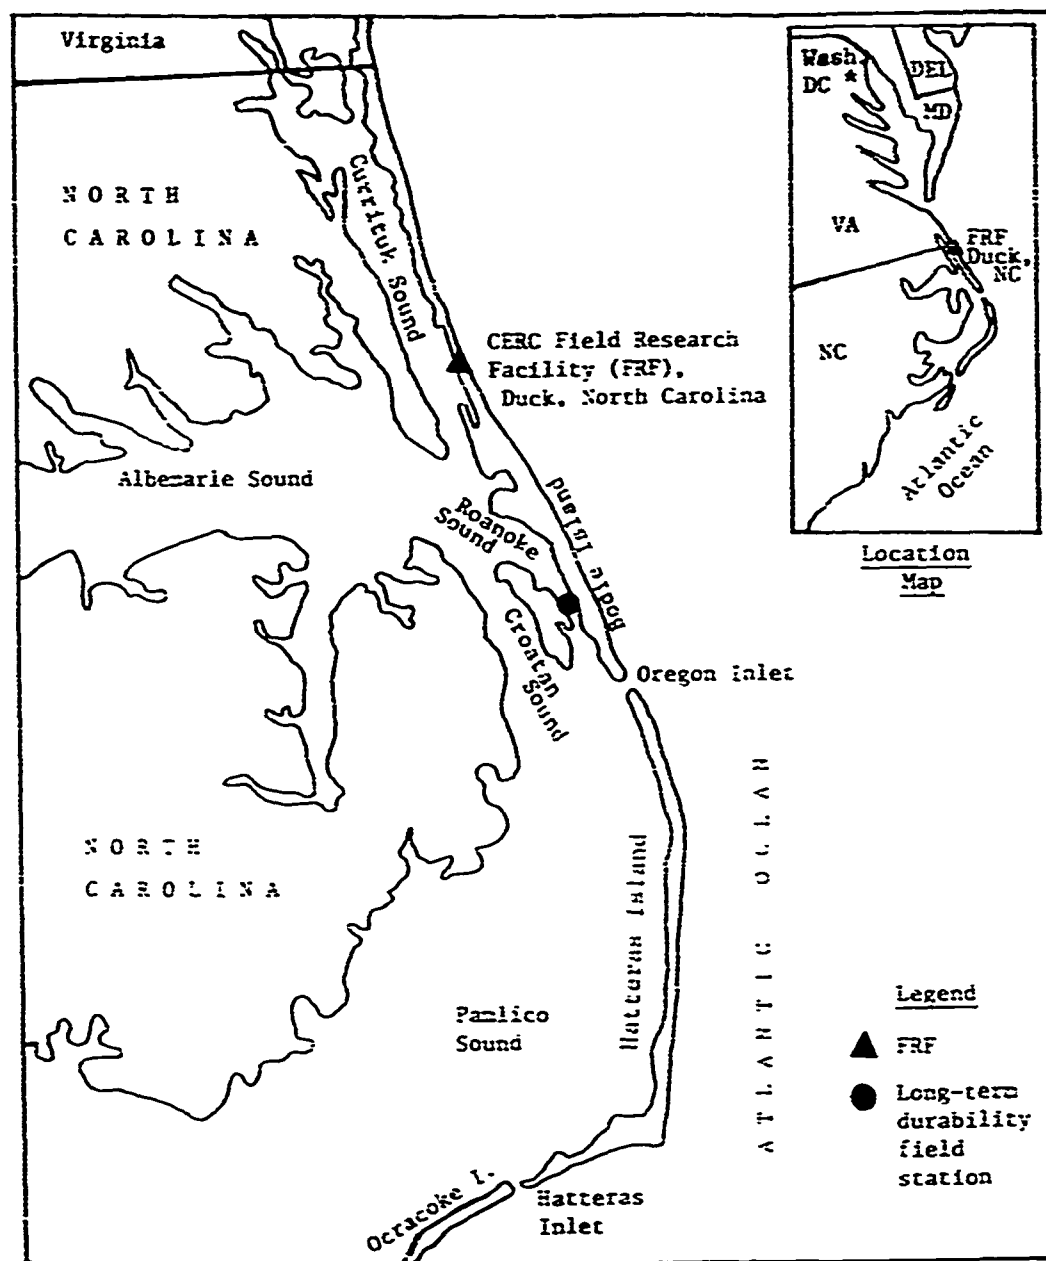 Virginia
NORTH
CAROLINA
Currituk Sound
CERC Field Research
Facility (FRF),
Duck, North Carolina
Albemarle Sound
Roanoke
Sound
Bodie Island
Croatan
Sound
Oregon Inlet
NORTH
CAROLINA
Hatteras Island
ATLANTIC OCEAN
Pamlico
Sound
Ocracoke I.
Hatteras
Inlet
Wash.
DC *
DEL
MD
VA
FRF
Duck,
NC
NC
Atlantic
Ocean
Location
Map
Legend
FRF
Long-term
durability
field
station